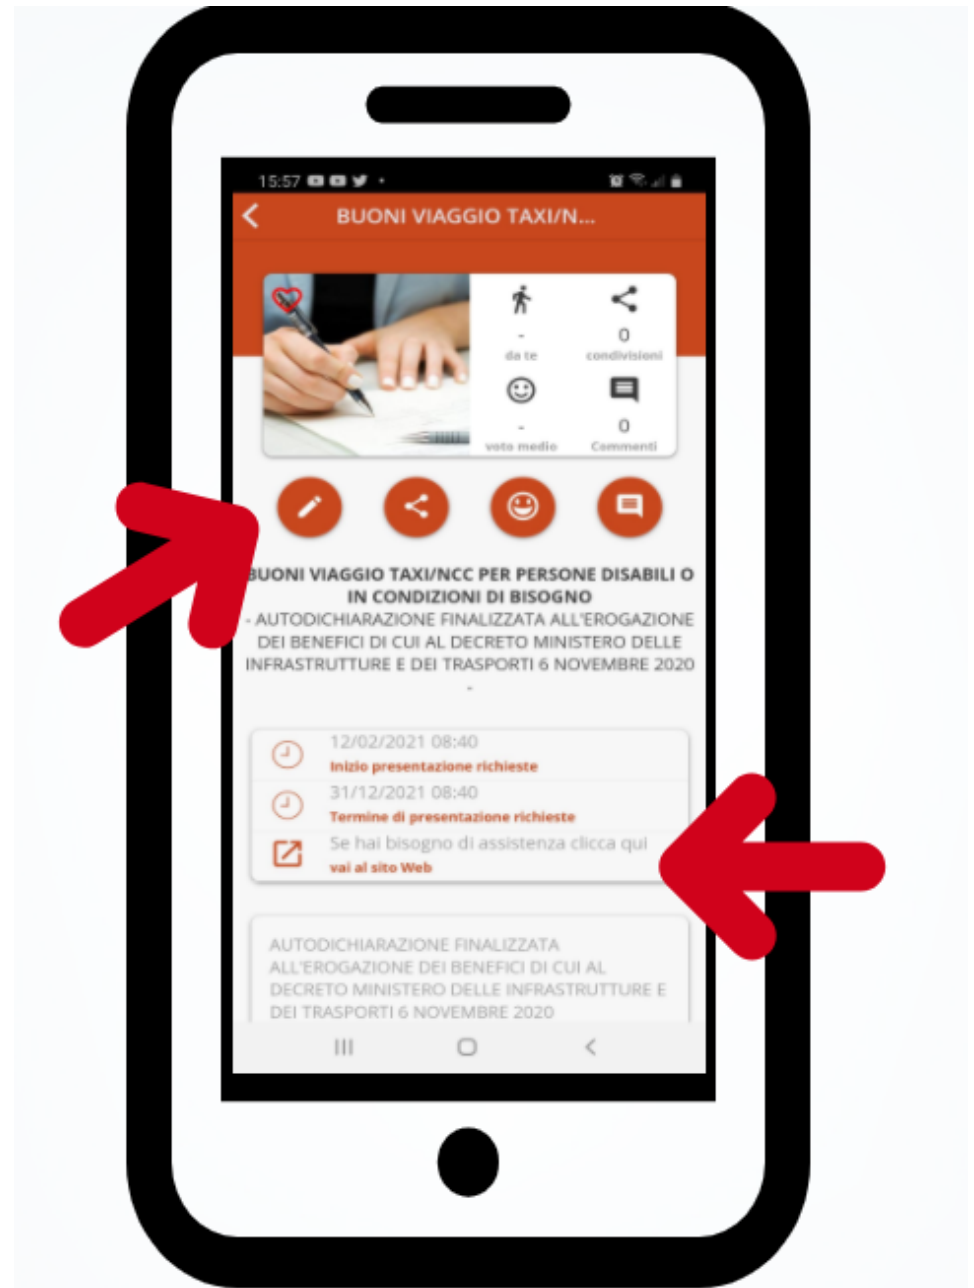 15:57
BUONI VIAGGIO TAXI/N...
-
da te
0
condivisioni
-
voto medio
0
Commenti
BUONI VIAGGIO TAXI/NCC PER PERSONE DISABILI O
IN CONDIZIONI DI BISOGNO
- AUTODICHIARAZIONE FINALIZZATA ALL'EROGAZIONE
DEI BENEFICI DI CUI AL DECRETO MINISTERO DELLE
INFRASTRUTTURE E DEI TRASPORTI 6 NOVEMBRE 2020
-
12/02/2021 08:40
Inizio presentazione richieste
31/12/2021 08:40
Termine di presentazione richieste
Se hai bisogno di assistenza clicca qui
vai al sito Web
AUTODICHIARAZIONE FINALIZZATA
ALL'EROGAZIONE DEI BENEFICI DI CUI AL
DECRETO MINISTERO DELLE INFRASTRUTTURE E
DEI TRASPORTI 6 NOVEMBRE 2020